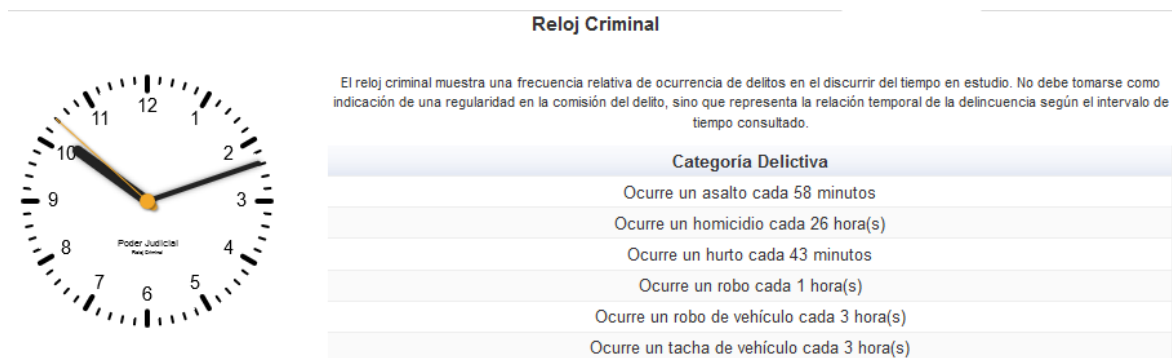 Reloj Criminal
El reloj criminal muestra una frecuencia relativa de ocurrencia de delitos en el discurrir del tiempo en estudio. No debe tomarse como
indicación de una regularidad en la comisión del delito, sino que representa la relación temporal de la delincuencia según el intervalo de
tiempo consultado.
12
11 1
10 2
9 3
8 4
7 5
6
Poder Judicial
Reloj Criminal
Categoría Delictiva
Ocurre un asalto cada 58 minutos
Ocurre un homicidio cada 26 hora(s)
Ocurre un hurto cada 43 minutos
Ocurre un robo cada 1 hora(s)
Ocurre un robo de vehículo cada 3 hora(s)
Ocurre un tacha de vehículo cada 3 hora(s)